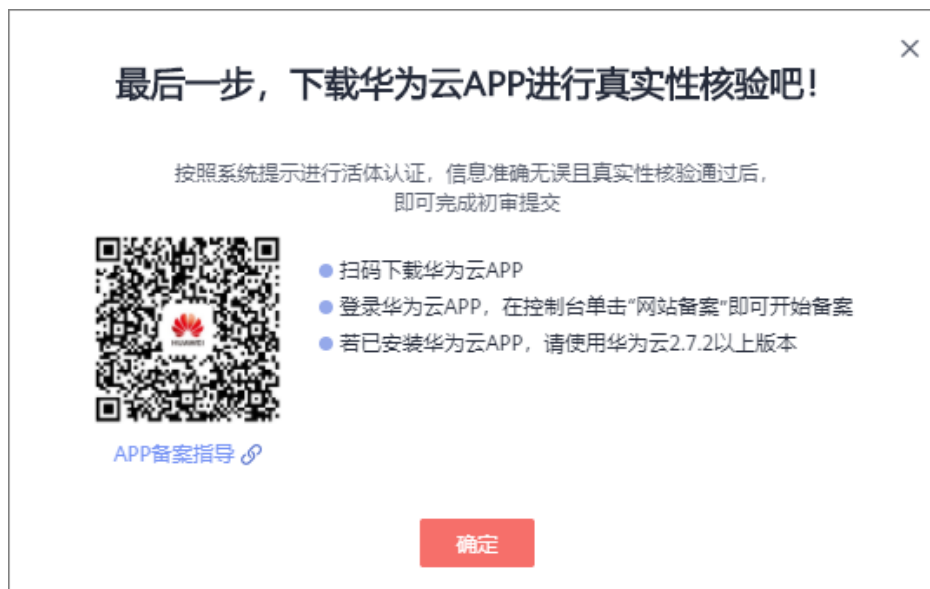 最后一步，下载华为云APP进行真实性核验吧！
按照系统提示进行活体认证，信息准确无误且真实性核验通过后，
即可完成初审提交
扫码下载华为云APP
登录华为云APP，在控制台单击“网站备案”即可开始备案
若已安装华为云APP，请使用华为云2.7.2以上版本
HUAWEI
APP备案指导
确定